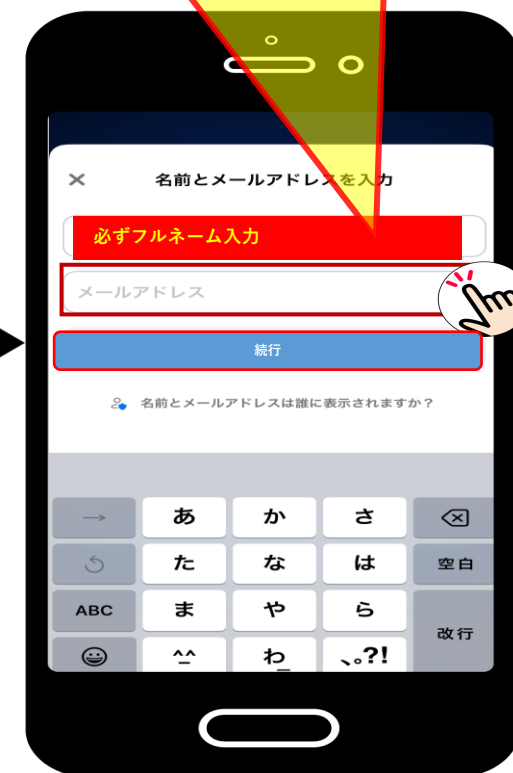 × 名前とメールアドレスを入力
必ずフルネーム入力
メールアドレス
続行
名前とメールアドレスは誰に表示されますか？
→ あ か さ
た な は 空白
ABC ま や ら
^_^ わ_ 、。?! 改行